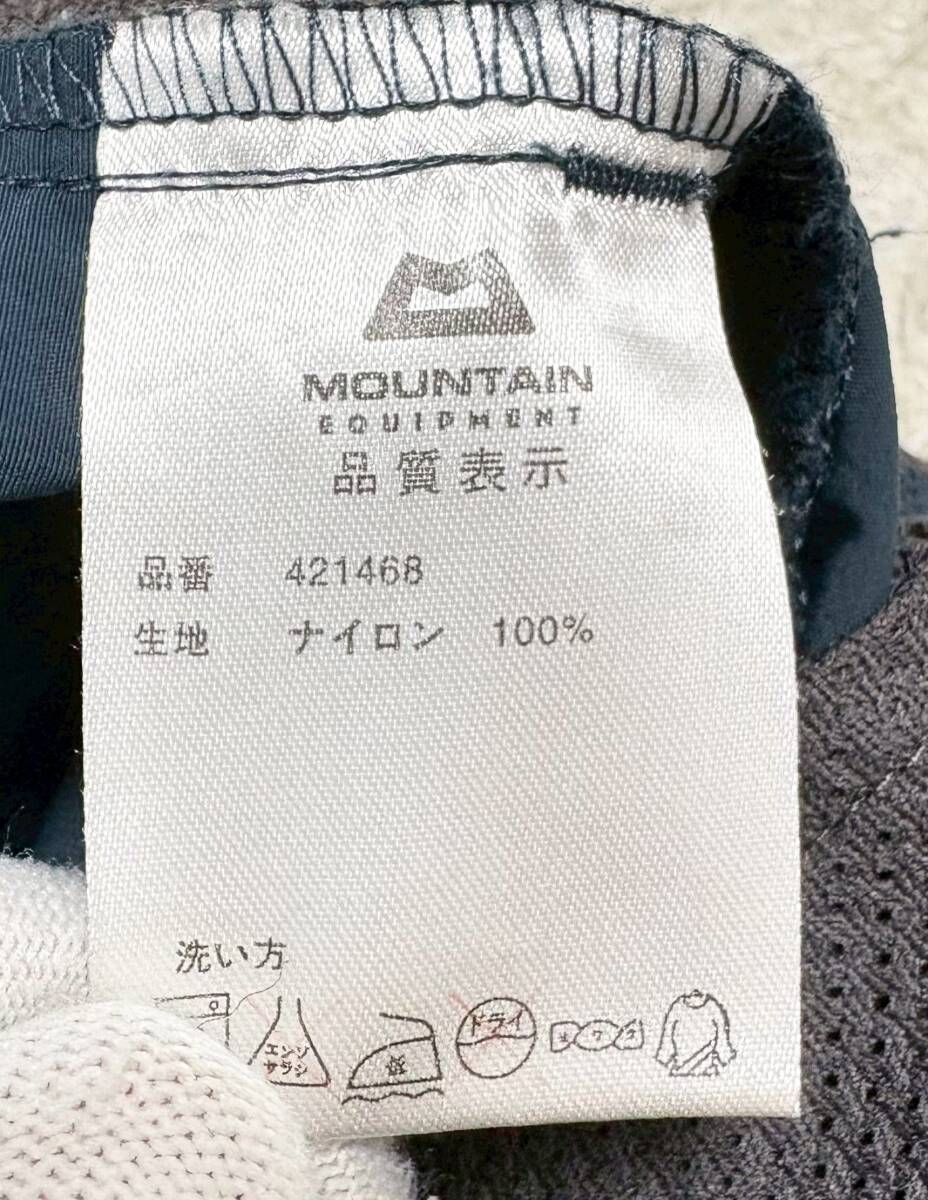 MOUNTAIN
EQUIPMENT
品質表示
品番 421468
生地 ナイロン 100%
洗い方
エンソ
サラシ
低
ドライ